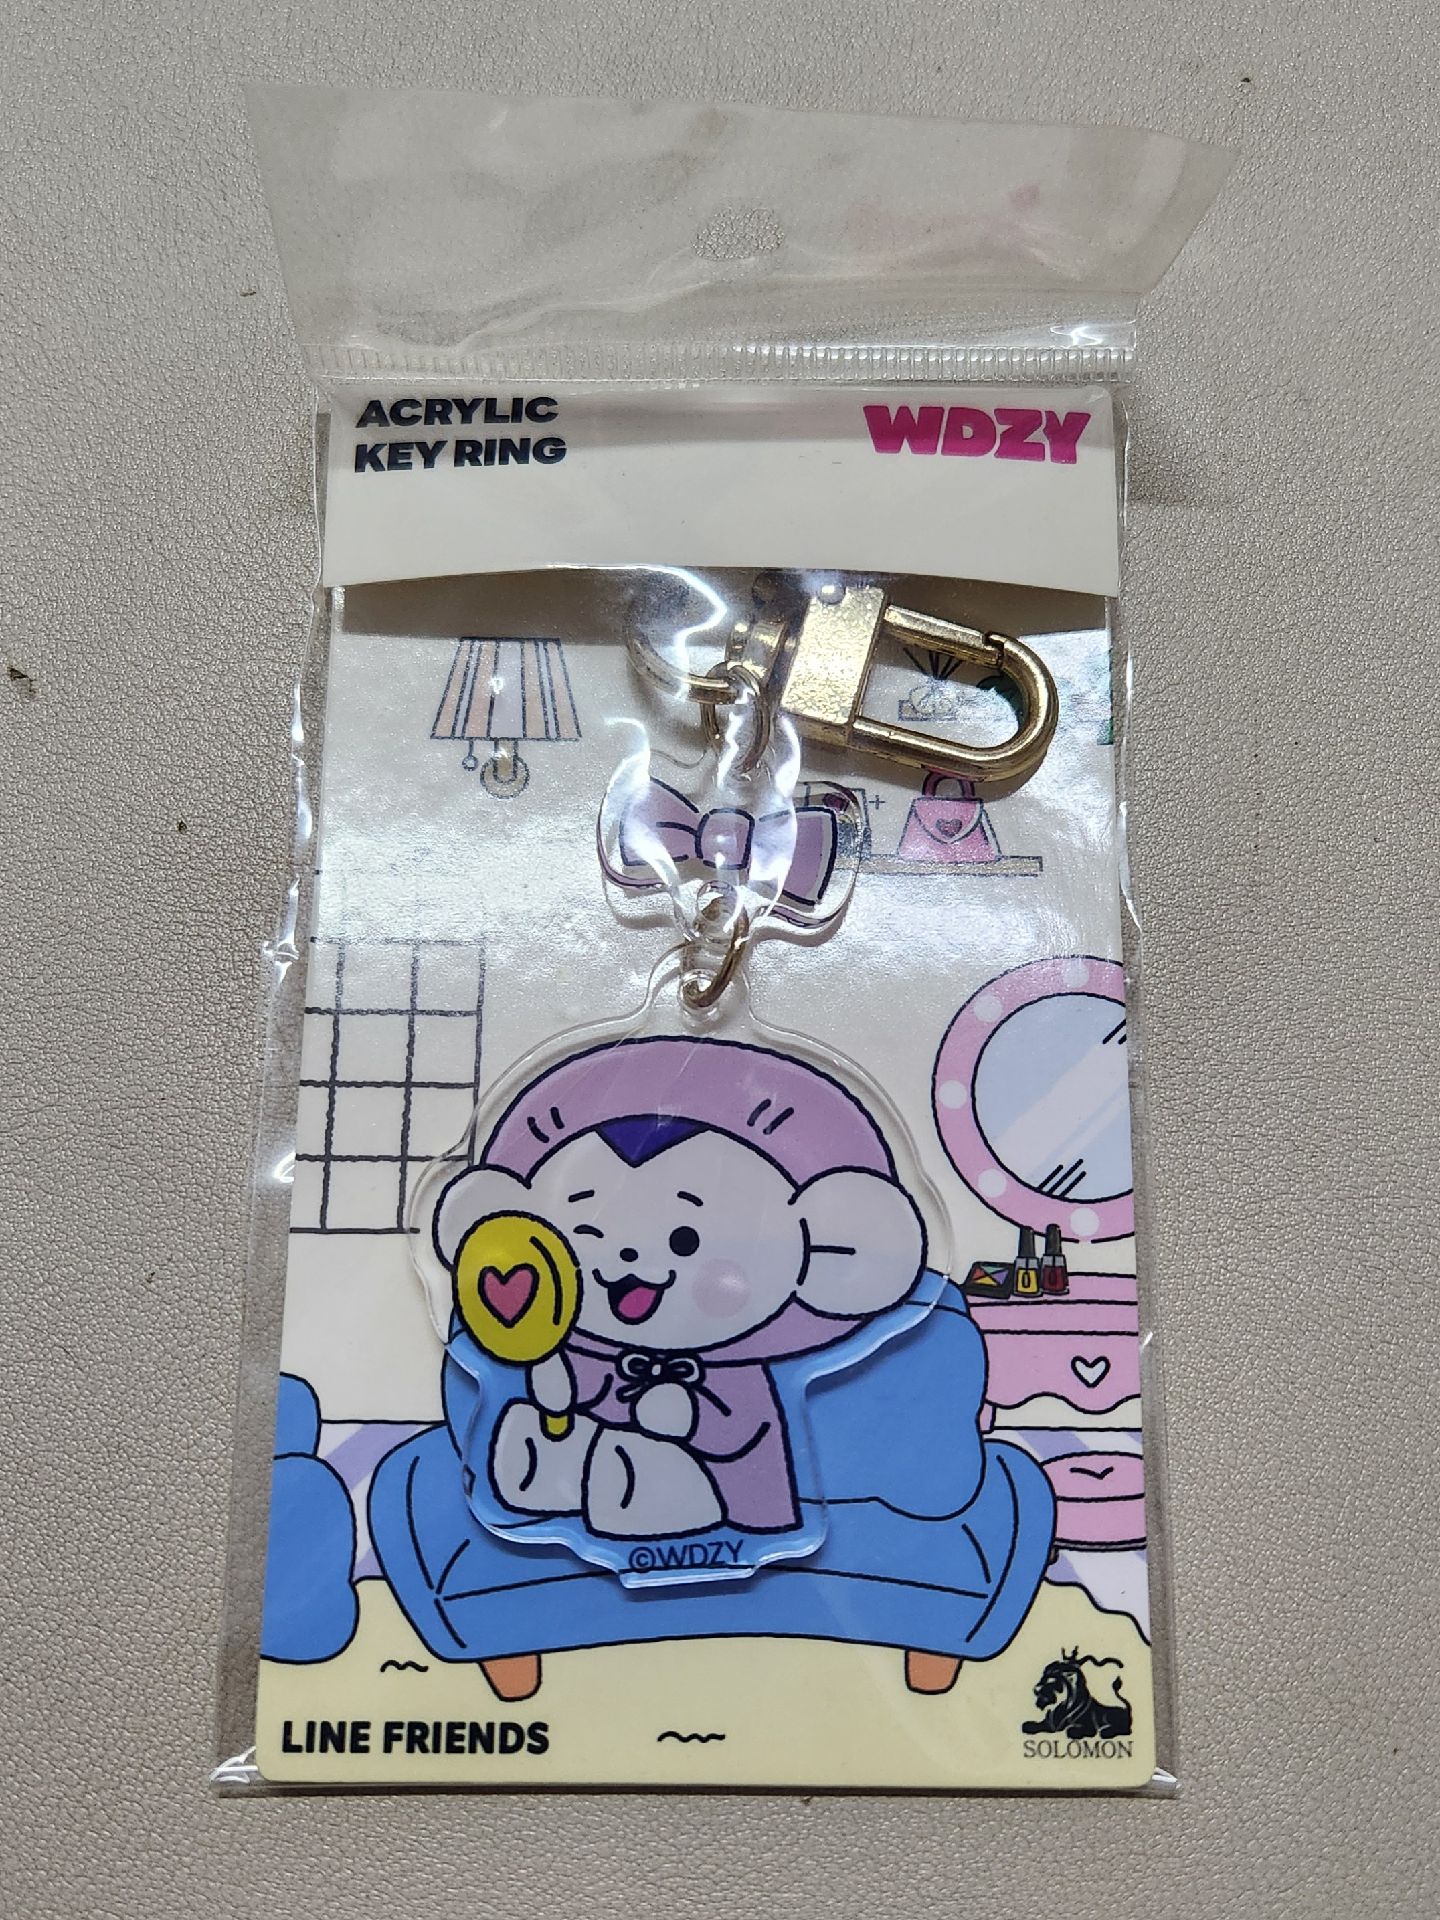 ACRYLIC
KEY RING
WDZY
©WDZY
LINE FRIENDS
SOLOMON